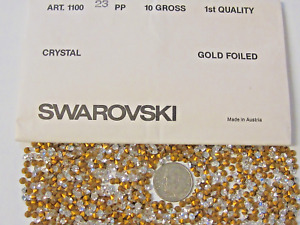 ART. 1100 23 PP 10 GROSS 1st QUALITY
CRYSTAL GOLD FOILED
SWAROVSKI
Made in Austria